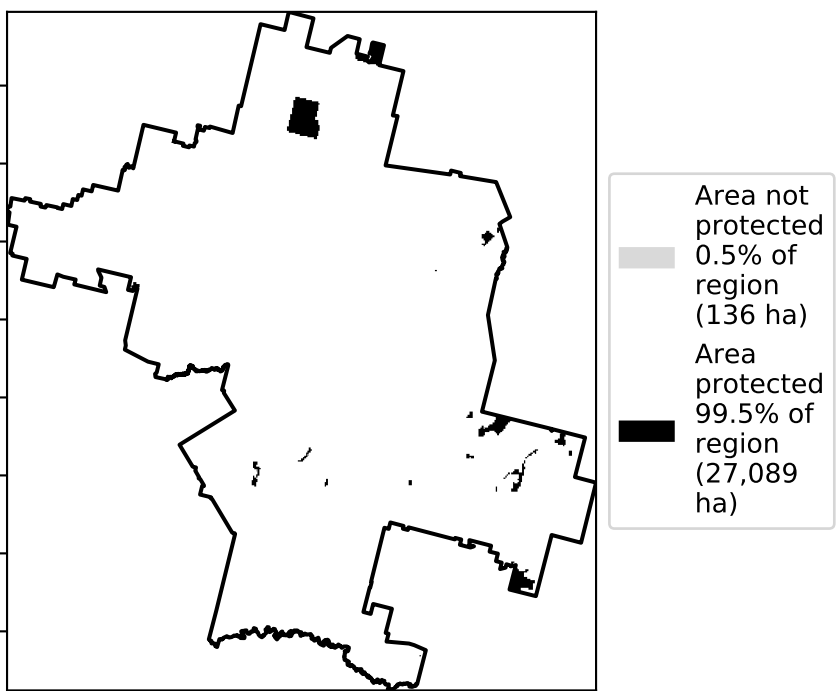 Area not
protected
0.5% of
region
(136 ha)
Area
protected
99.5% of
region
(27,089
ha)